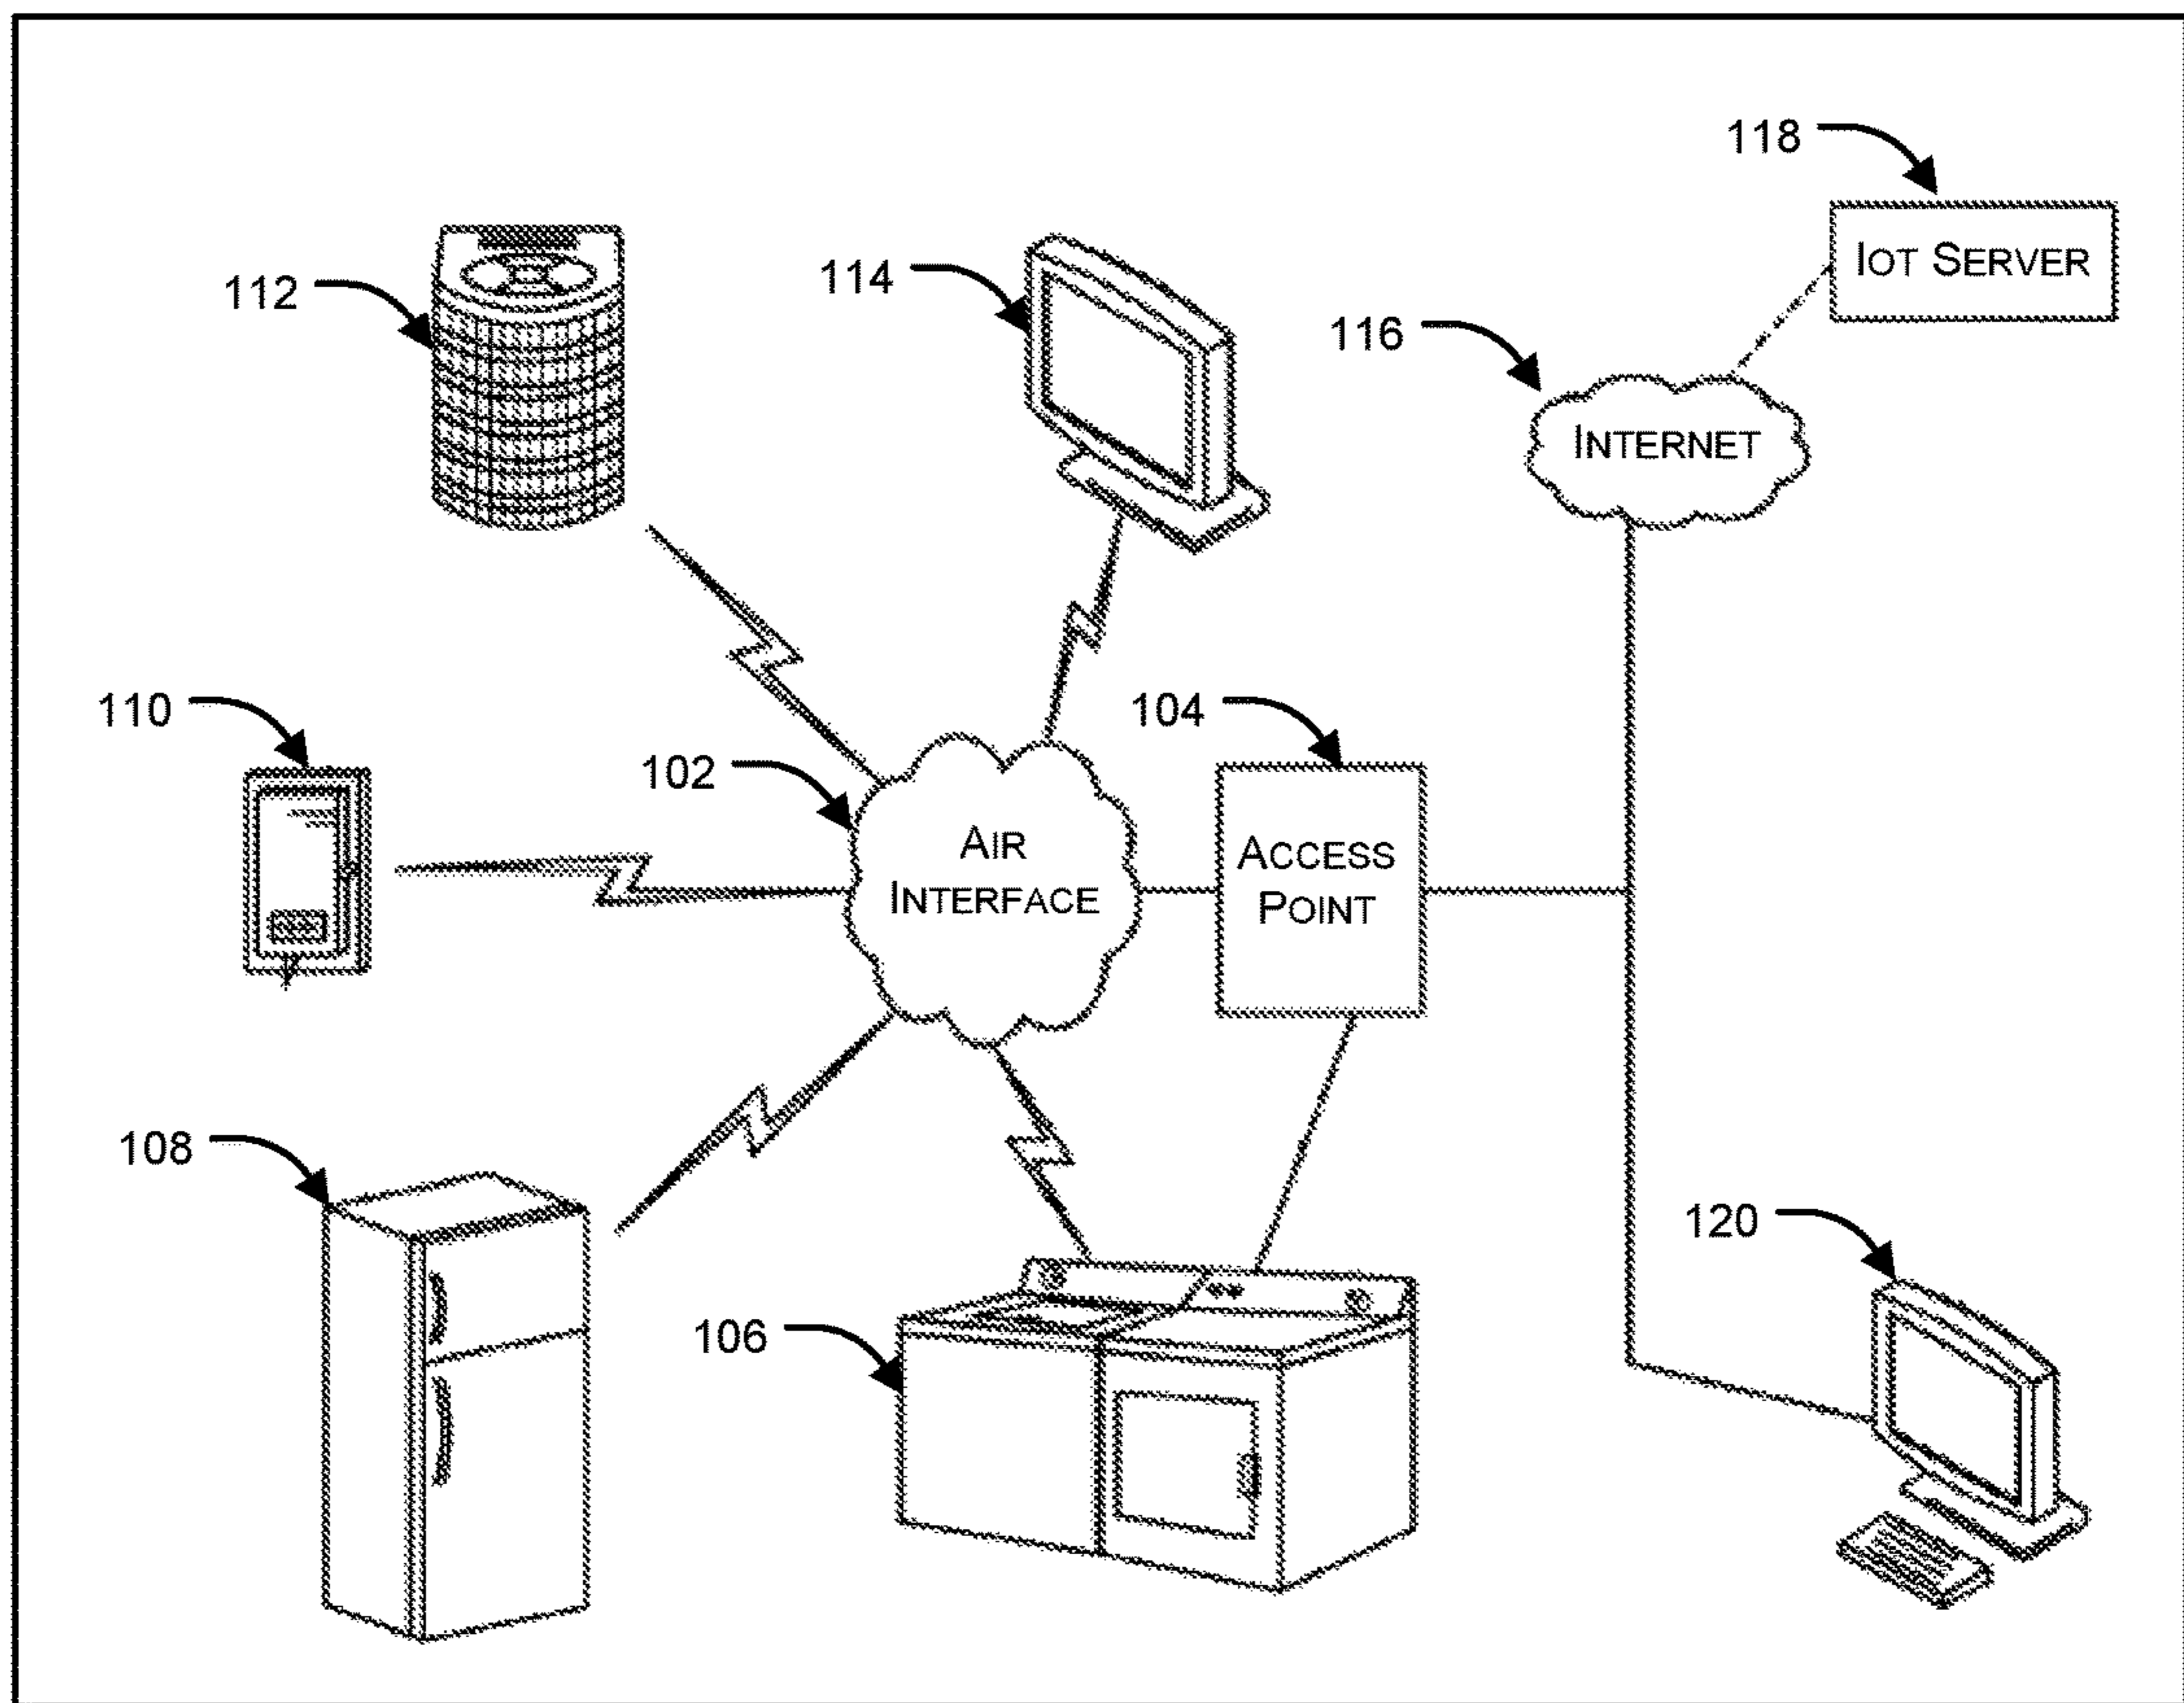 118
IOT SERVER
112
114
116
INTERNET
110
104
102
AIR
INTERFACE
ACCESS
POINT
108
120
106